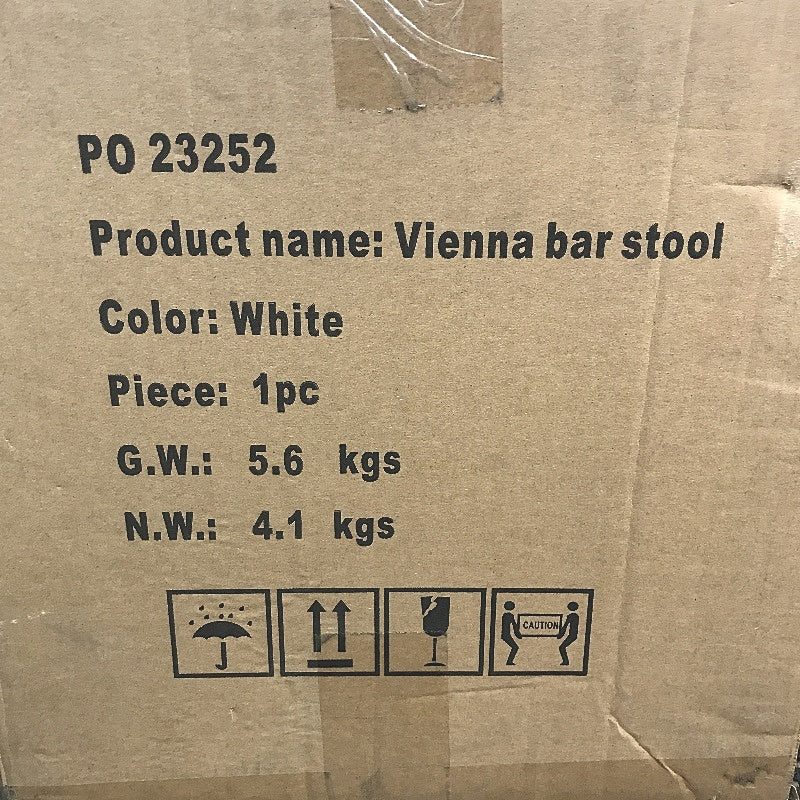 PO 23252
Product name: Vienna bar stool
Color: White
Piece: 1pc
G.W.: 5.6 kgs
N.W.: 4.1 kgs
CAUTION